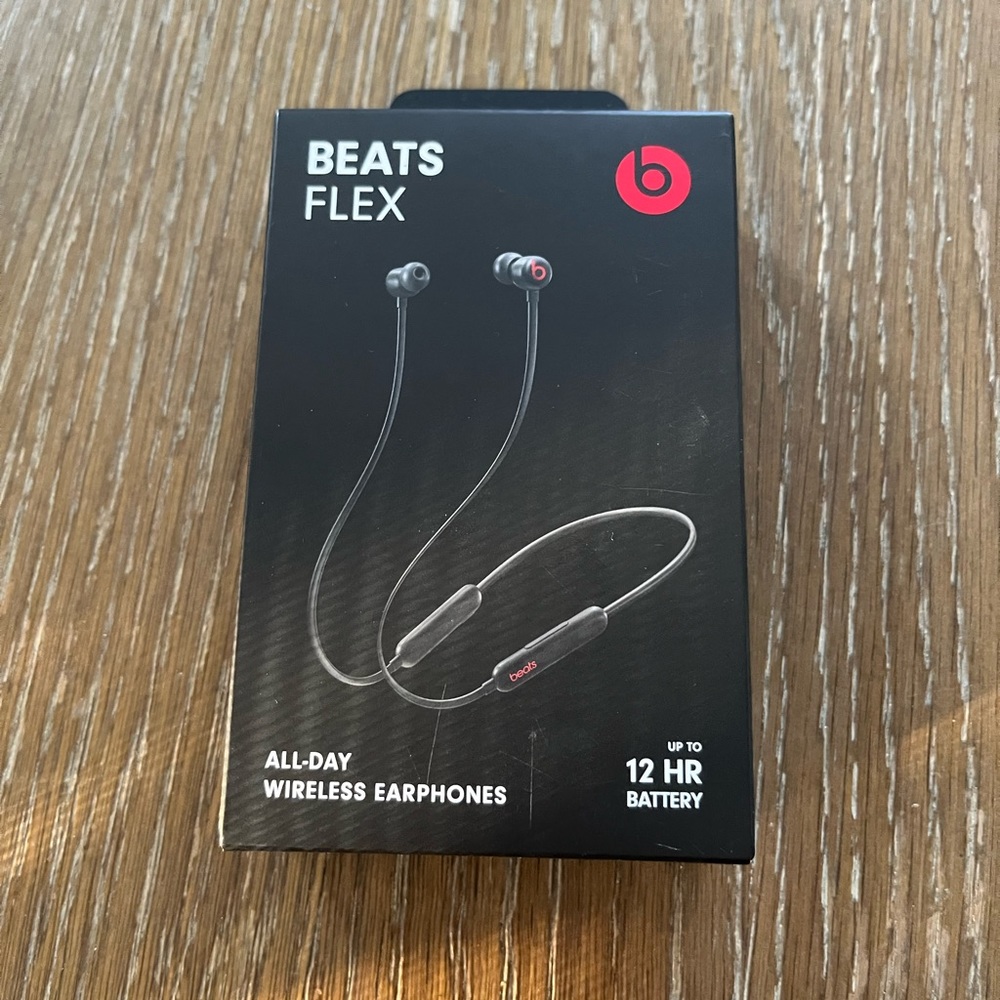 BEATS
FLEX
b
b
beats
ALL-DAY
WIRELESS EARPHONES
UP TO
12 HR
BATTERY